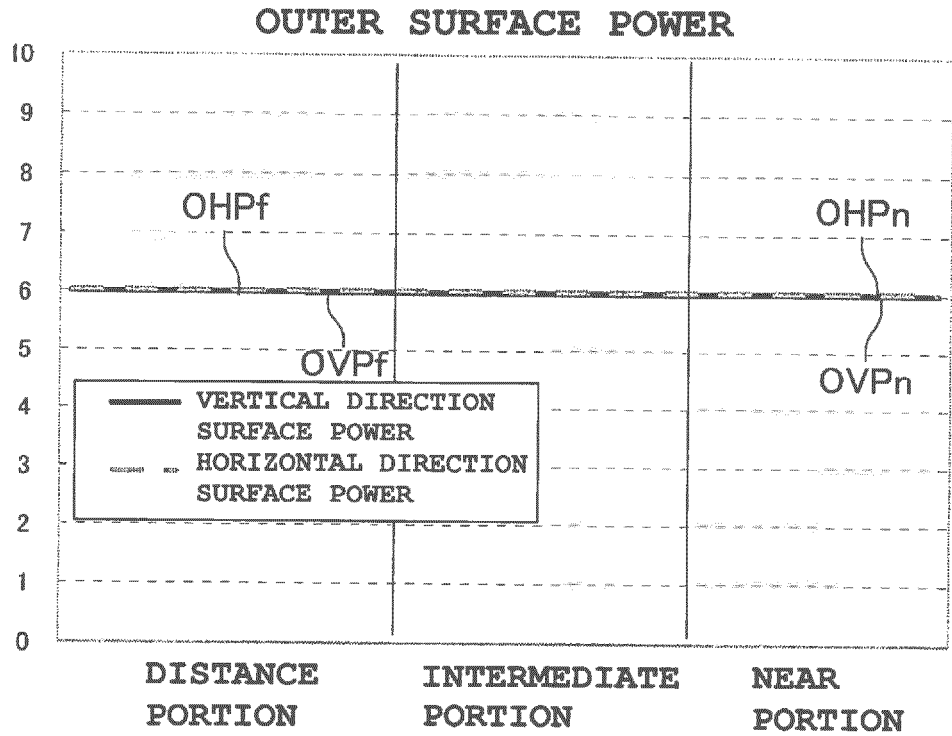 OUTER SURFACE POWER
10
9
8
7
6
5
4
3
2
1
0
OHPf
OHPn
OVPf
OVPn
VERTICAL DIRECTION
SURFACE POWER
HORIZONTAL DIRECTION
SURFACE POWER
DISTANCE
PORTION
INTERMEDIATE
PORTION
NEAR
PORTION